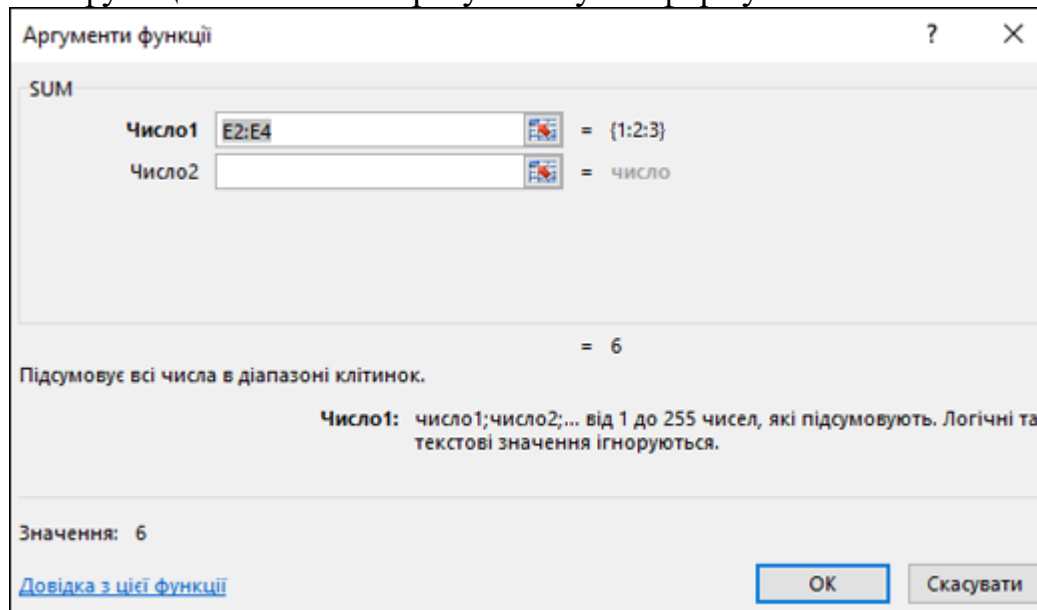 Аргументи функції ? ×
SUM
Число1 E2:E4 = {1:2:3}
Число2 = число
= 6
Підсумовує всі числа в діапазоні клітинок.
Число1: число1;число2;... від 1 до 255 чисел, які підсумовують. Логічні та
текстові значення ігноруються.
Значення: 6
Довідка з цієї функції
ОК Скасувати